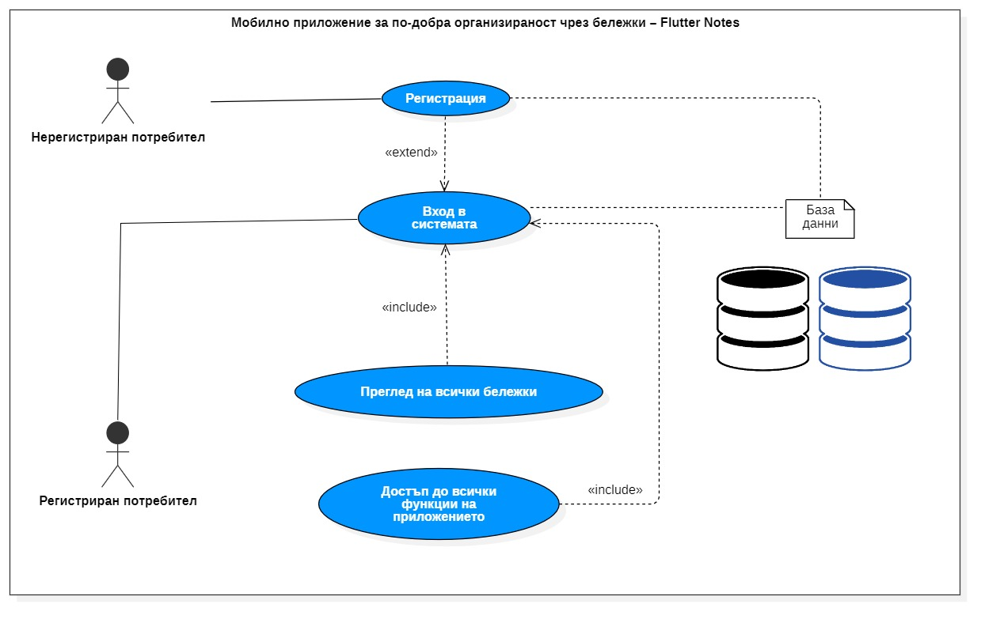 Мобилно приложение за по-добра организираност чрез бележки – Flutter Notes
Регистрация
Нерегистриран потребител
«extend»
Вход в
системата
База
данни
«include»
Преглед на всички бележки
Достъп до всички
функции на
приложението
«include»
Регистриран потребител